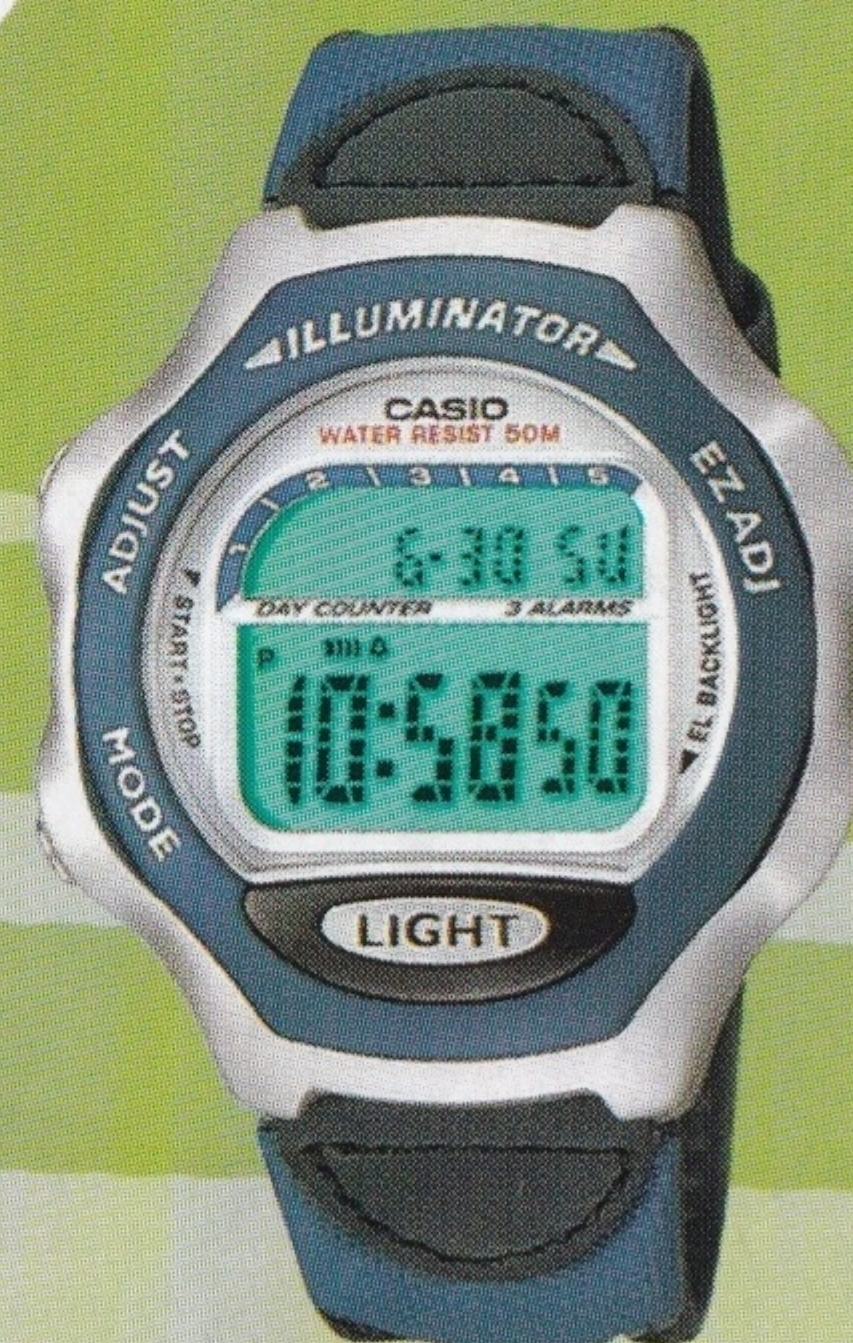 ILLUMINATOR
CASIO
WATER RESIST 50M
ADJUST
EZ ADJ
1 2 3 4 5
6-30 SU
DAY COUNTER 3 ALARMS
START•STOP
EL BACKLIGHT
P
10:58 50
MODE
LIGHT